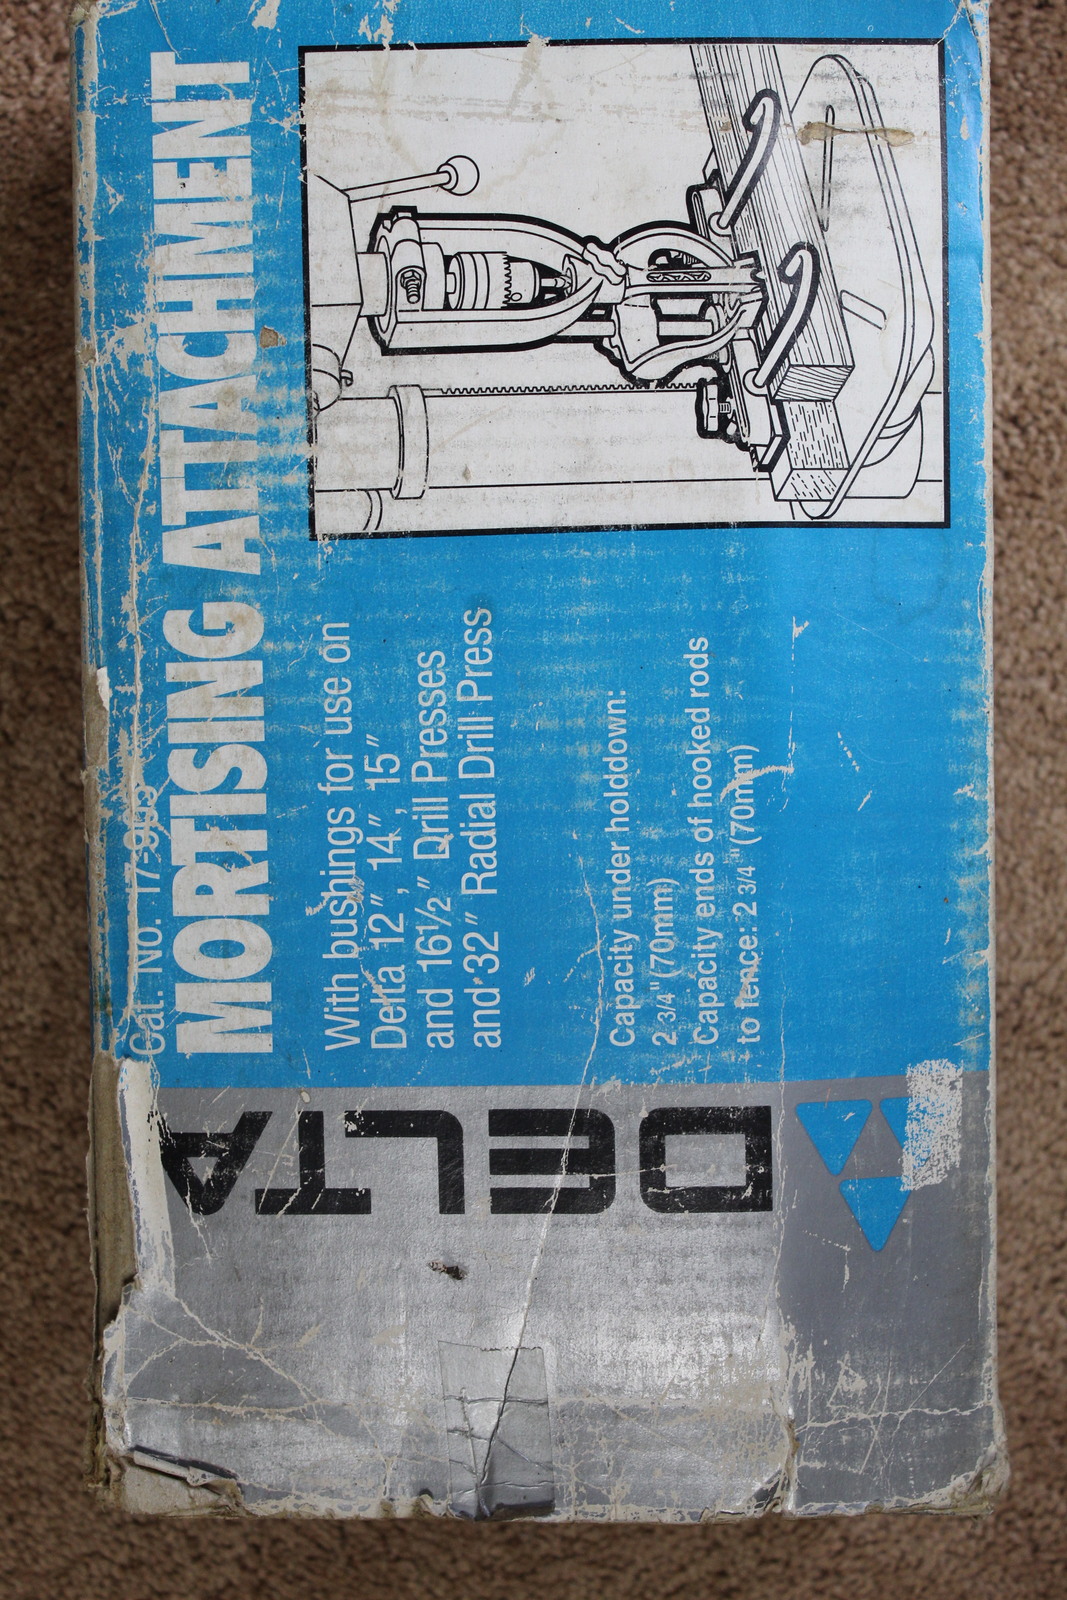 Cat. No. 17-903
MORTISING ATTACHMENT
With bushings for use on
Delta 12", 14", 15"
and 16½" Drill Presses
and 32" Radial Drill Press
Capacity under holddown:
2 3/4" (70mm)
Capacity ends of hooked rods
to fence: 2 3/4" (70mm)
DELTA